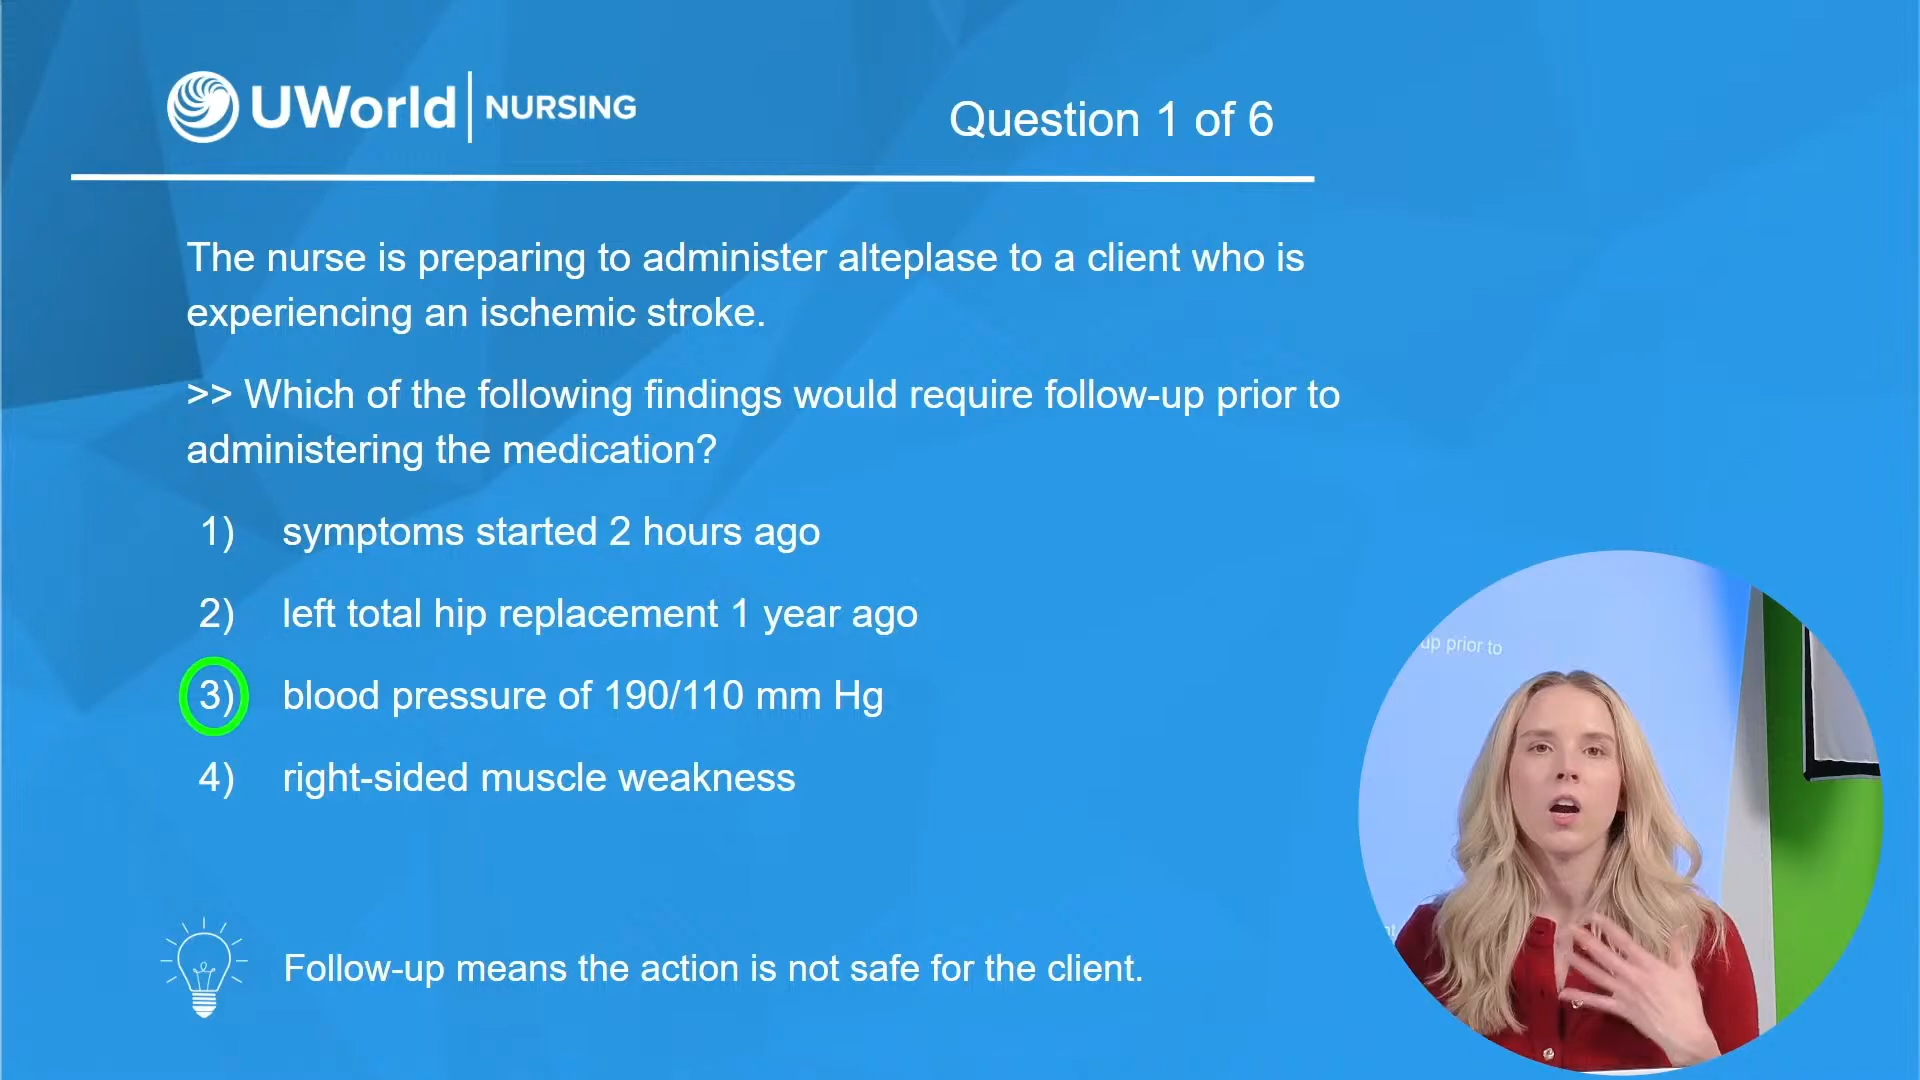 UWorld | NURSING
Question 1 of 6
The nurse is preparing to administer alteplase to a client who is
experiencing an ischemic stroke.
>> Which of the following findings would require follow-up prior to
administering the medication?
1) symptoms started 2 hours ago
2) left total hip replacement 1 year ago
3) blood pressure of 190/110 mm Hg
4) right-sided muscle weakness
Follow-up means the action is not safe for the client.
up prior to